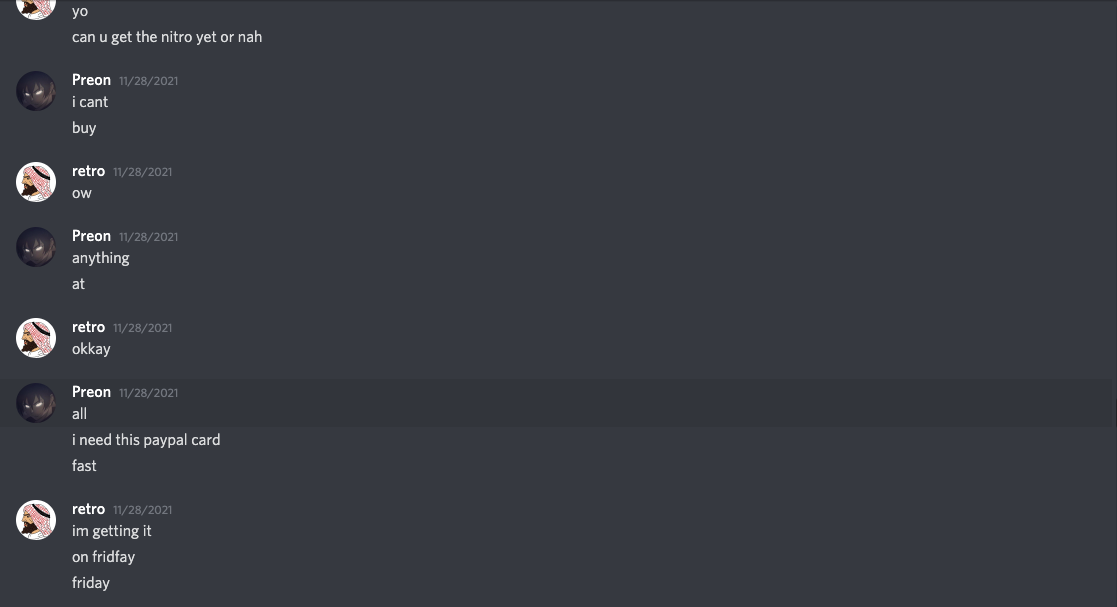 yo
can u get the nitro yet or nah
Preon 11/28/2021
i cant
buy
retro 11/28/2021
ow
Preon 11/28/2021
anything
at
retro 11/28/2021
okkay
Preon 11/28/2021
all
i need this paypal card
fast
retro 11/28/2021
im getting it
on fridfay
friday